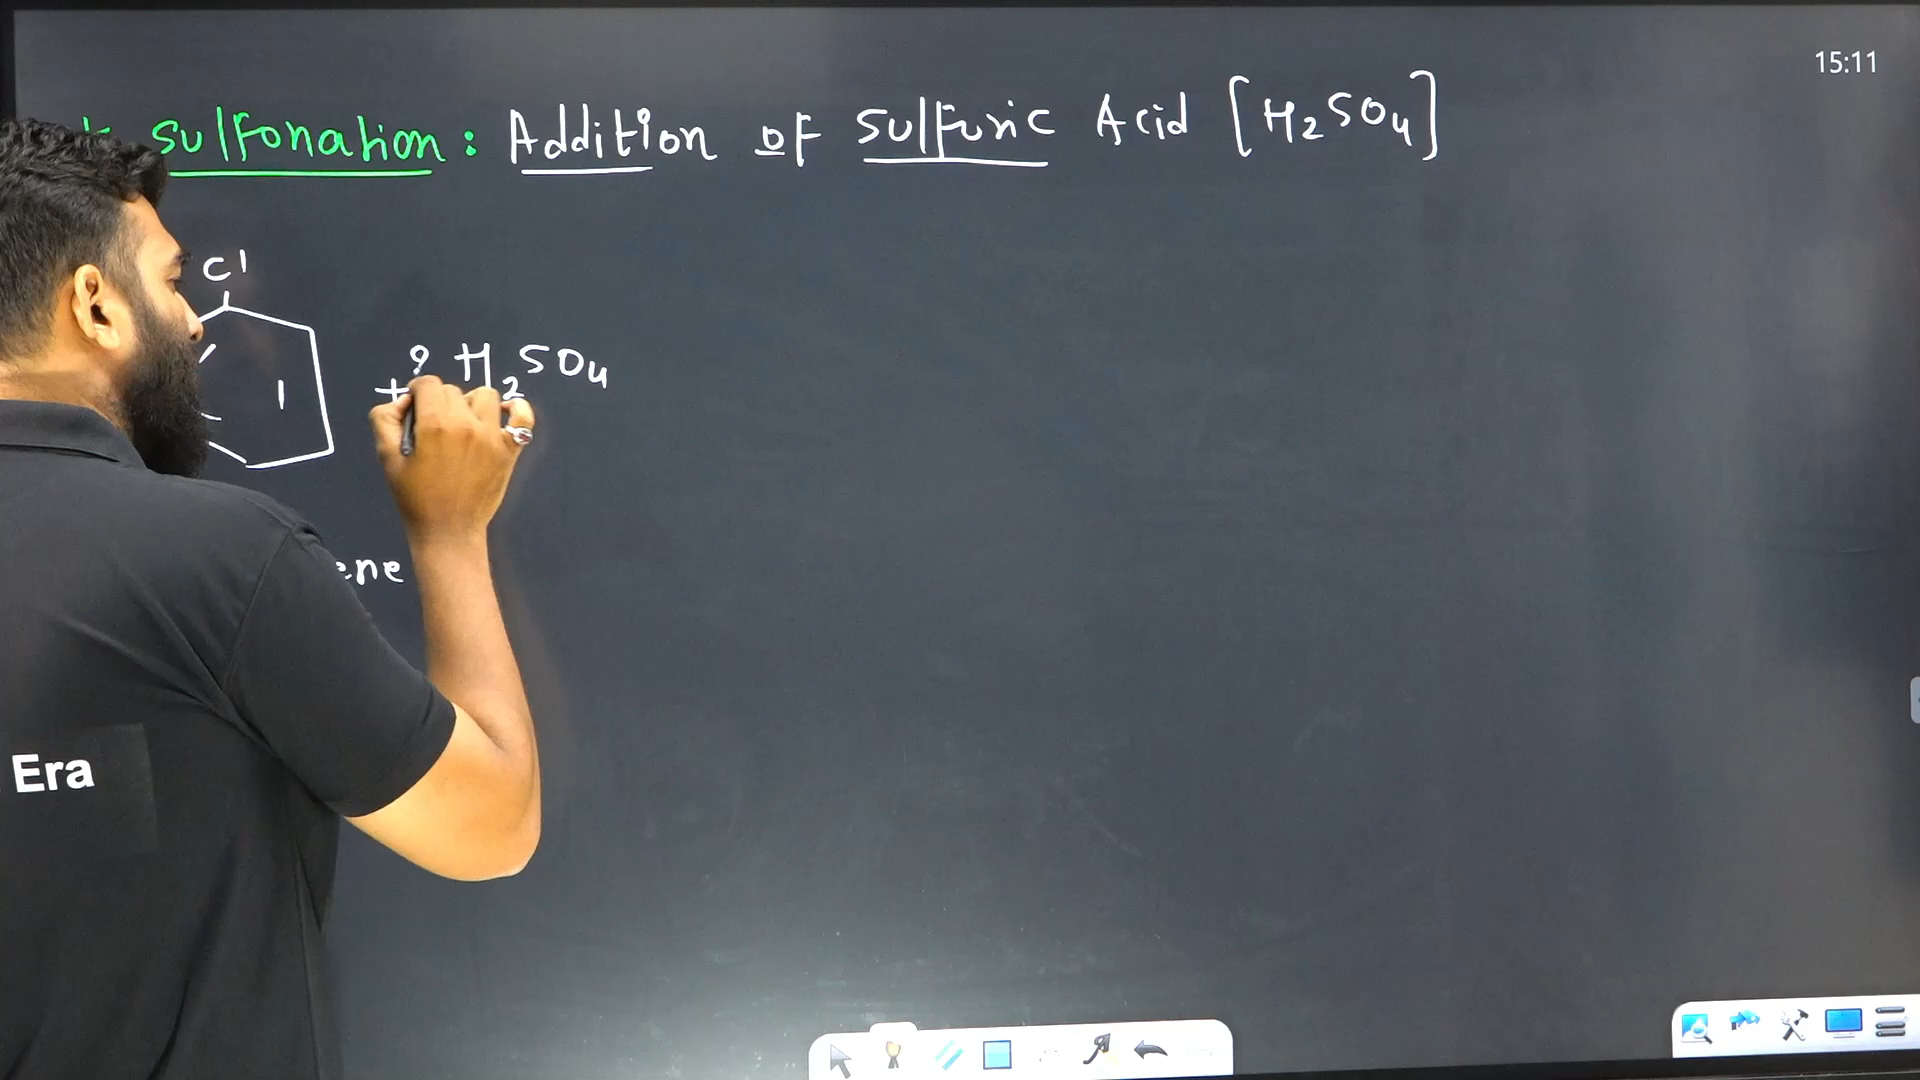 sulfonation: Addition of sulfuric Acid [H2SO4]
15:11
Cl
+ H2SO4
ene
Era